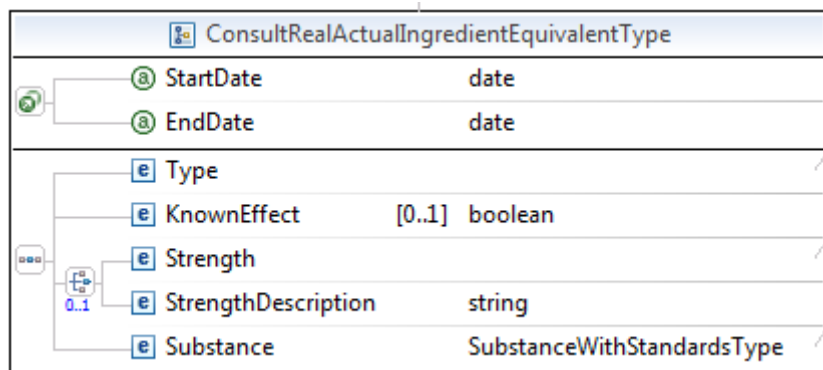 ConsultRealActualIngredientEquivalentType
a StartDate date
a EndDate date
e Type
e KnownEffect [0..1] boolean
e Strength
0..1 e StrengthDescription string
e Substance SubstanceWithStandardsType